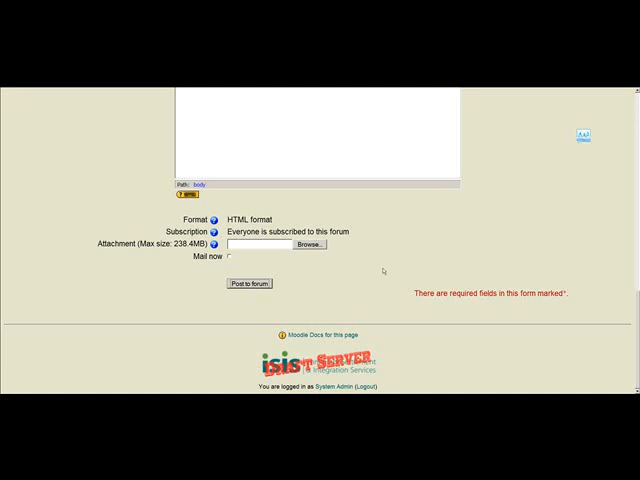 Path: body
Format HTML format
Subscription Everyone is subscribed to this forum
Attachment (Max size: 238.4MB) Browse...
Mail now
Post to forum
There are required fields in this form marked*.
Moodle Docs for this page
isis SERVER
& Integration Services
You are logged in as System Admin (Logout)